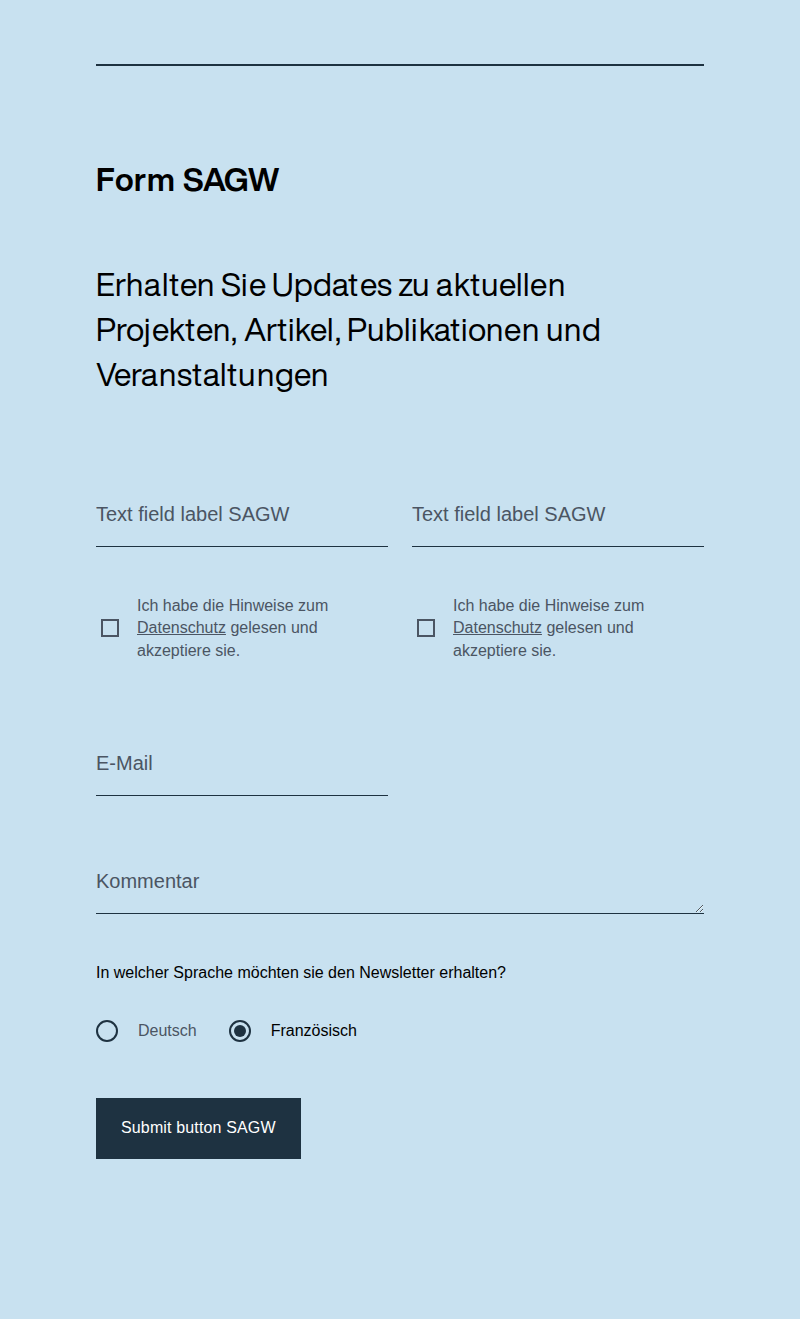 Form SAGW
Erhalten Sie Updates zu aktuellen
Projekten, Artikel, Publikationen und
Veranstaltungen
Text field label SAGW
Text field label SAGW
Ich habe die Hinweise zum
Datenschutz gelesen und
akzeptiere sie.
Ich habe die Hinweise zum
Datenschutz gelesen und
akzeptiere sie.
E-Mail
Kommentar
In welcher Sprache möchten sie den Newsletter erhalten?
Deutsch
Französisch
Submit button SAGW